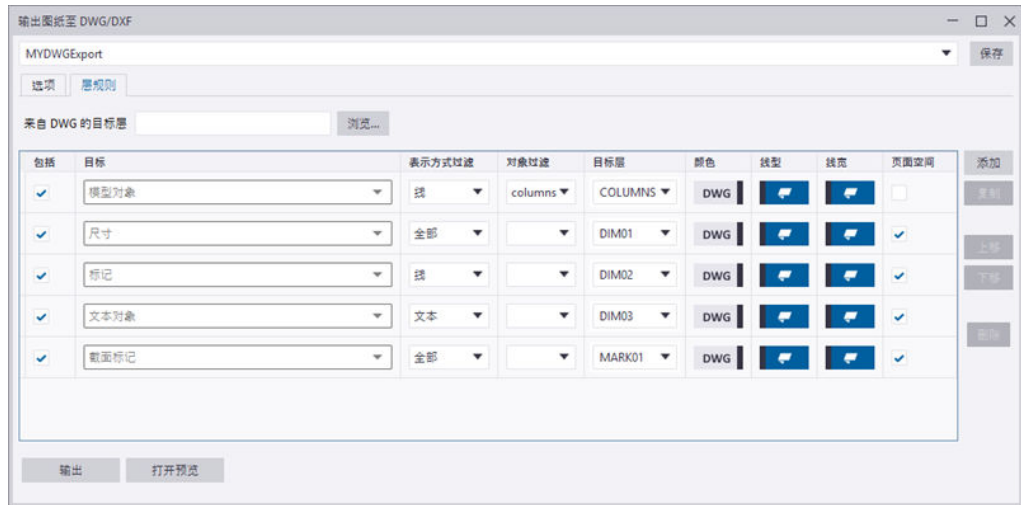 输出图纸至 DWG/DXF
MYDWGExport 保存
选项 层规则
来自 DWG 的目标层 浏览...
包括 目标 表示方式过滤 对象过滤 目标层 颜色 线型 线宽 页面空间 添加
模型对象 线 columns COLUMNS DWG 复制
尺寸 全部 DIM01 DWG 上移
标记 线 DIM02 DWG 下移
文本对象 文本 DIM03 DWG 删除
截面标记 全部 MARK01 DWG
输出 打开预览